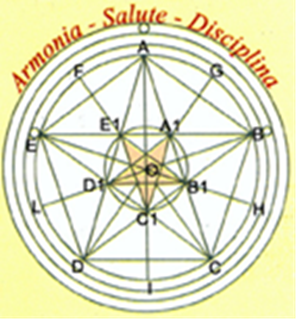 Armonia - Salute - Disciplina
A
F G
E1 A1
E B
O
D1 B1
L C1 H
D C
I